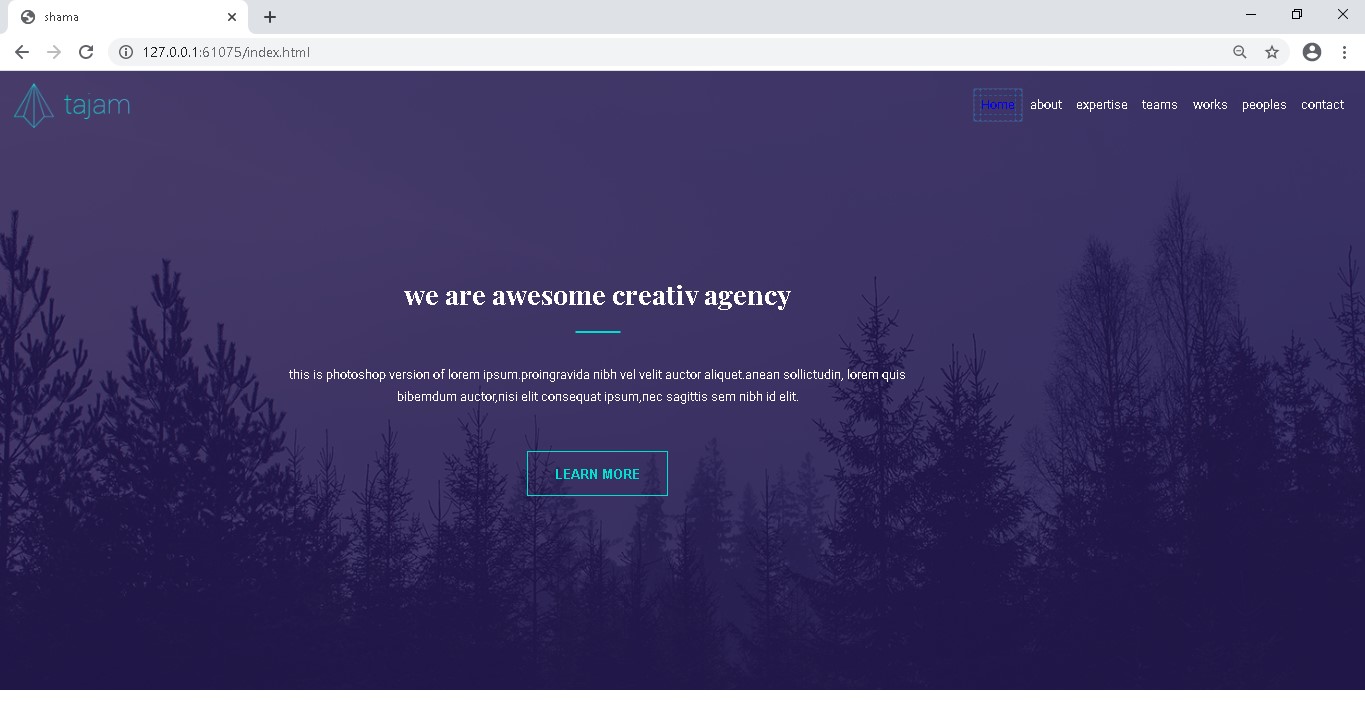 shama
127.0.0.1:61075/index.html
tajam
Home about expertise teams works peoples contact
we are awesome creativ agency
this is photoshop version of lorem ipsum.proingravida nibh vel velit auctor aliquet.anean sollictudin, lorem quis
bibemdum auctor,nisi elit consequat ipsum,nec sagittis sem nibh id elit.
LEARN MORE